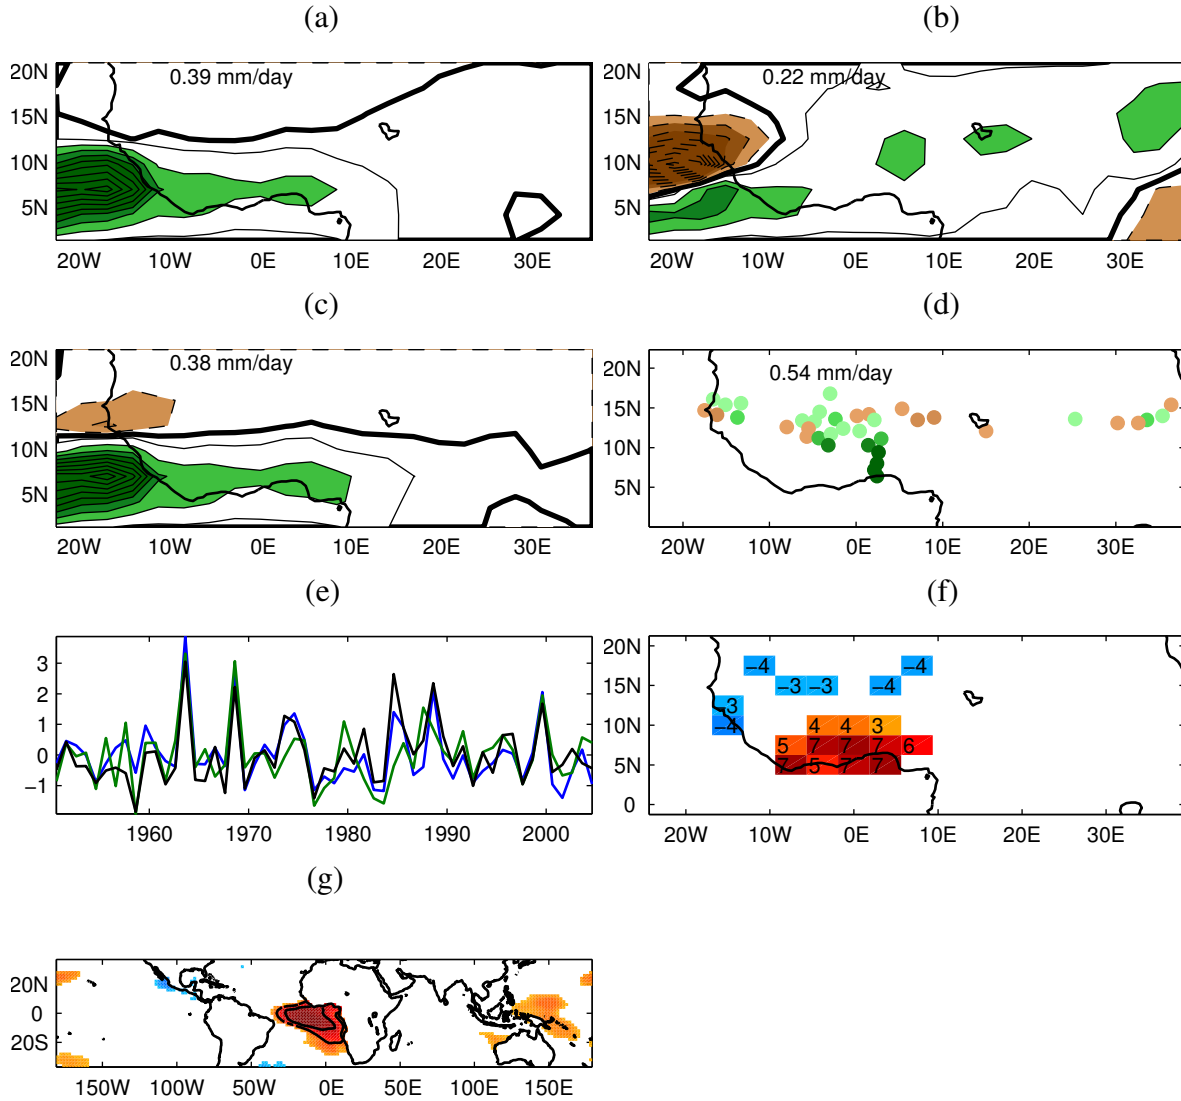 (a)
(b)
20N
15N
10N
5N
0.39 mm/day
20W 10W 0E 10E 20E 30E
20N
15N
10N
5N
0.22 mm/day
20W 10W 0E 10E 20E 30E
(c)
(d)
20N
15N
10N
5N
0.38 mm/day
20W 10W 0E 10E 20E 30E
20N
15N
10N
5N
0.54 mm/day
20W 10W 0E 10E 20E 30E
(e)
(f)
3
2
1
0
−1
1960 1970 1980 1990 2000
20N
15N
10N
5N
0
−4 −4
−3 −3 −4
−3
−4 4 4 3
5 7 7 7 6
7 5 7 7
20W 10W 0E 10E 20E 30E
(g)
20N
0
20S
150W 100W 50W 0E 50E 100E 150E